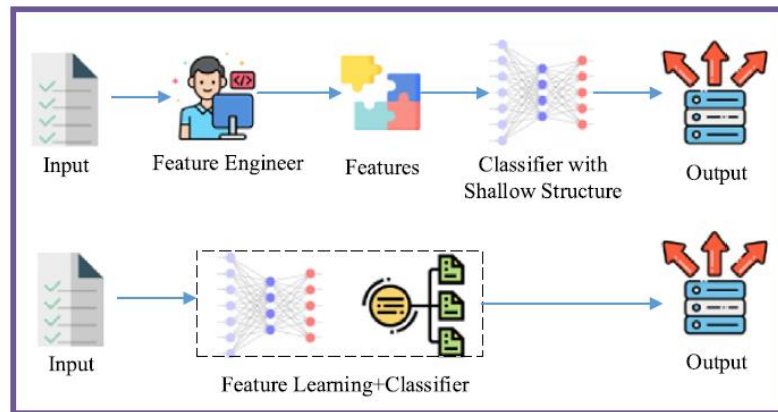 Input
Feature Engineer
Features
Classifier with
Shallow Structure
Output
Input
Feature Learning+Classifier
Output